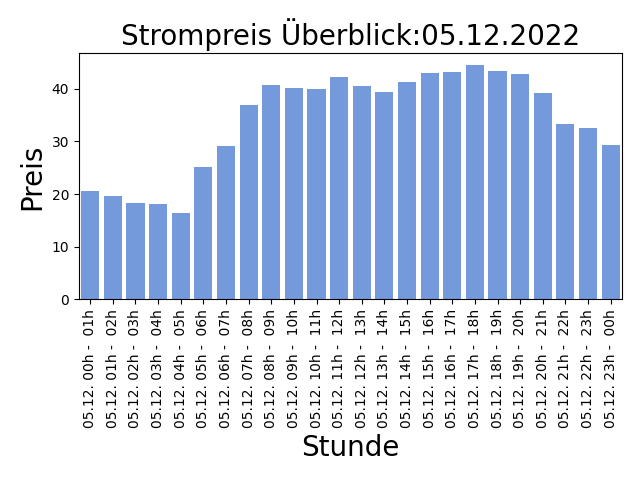 Strompreis Überblick:05.12.2022
Preis
40
30
20
10
0
05.12. 00h -  01h
05.12. 01h -  02h
05.12. 02h -  03h
05.12. 03h -  04h
05.12. 04h -  05h
05.12. 05h -  06h
05.12. 06h -  07h
05.12. 07h -  08h
05.12. 08h -  09h
05.12. 09h -  10h
05.12. 10h -  11h
05.12. 11h -  12h
05.12. 12h -  13h
05.12. 13h -  14h
05.12. 14h -  15h
05.12. 15h -  16h
05.12. 16h -  17h
05.12. 17h -  18h
05.12. 18h -  19h
05.12. 19h -  20h
05.12. 20h -  21h
05.12. 21h -  22h
05.12. 22h -  23h
05.12. 23h -  00h
Stunde